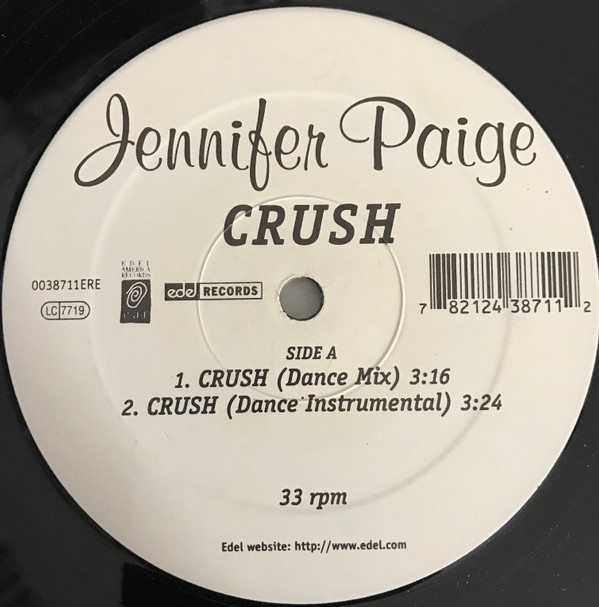 Jennifer Paige
CRUSH
0038711ERE
LC 7719
EDEL
AMERICA
RECORDS
edel RECORDS
7 82124 38711 2
SIDE A
1. CRUSH (Dance Mix) 3:16
2. CRUSH (Dance Instrumental) 3:24
33 rpm
Edel website: http://www.edel.com